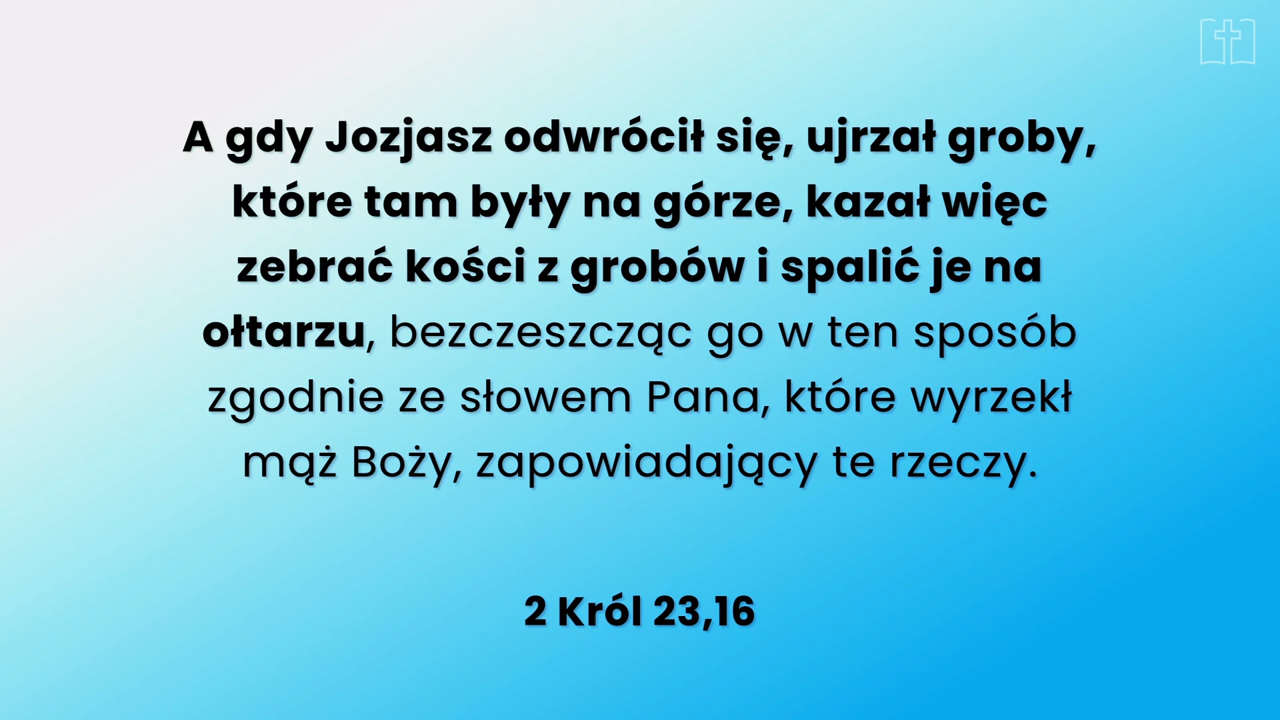 A gdy Jozjasz odwrócił się, ujrzał groby,
które tam były na górze, kazał więc
zebrać kości z grobów i spalić je na
ołtarzu, bezczeszcząc go w ten sposób
zgodnie ze słowem Pana, które wyrzekł
mąż Boży, zapowiadający te rzeczy.
2 Król 23,16